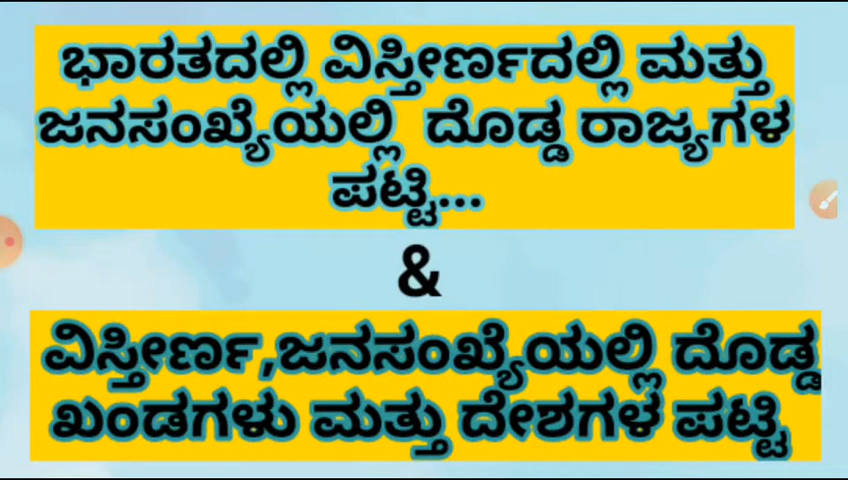 ಭಾರತದಲ್ಲಿ ವಿಸ್ತೀರ್ಣದಲ್ಲಿ ಮತ್ತು
ಜನಸಂಖ್ಯೆಯಲ್ಲಿ ದೊಡ್ಡ ರಾಜ್ಯಗಳ
ಪಟ್ಟಿ...
&
ವಿಸ್ತೀರ್ಣ,ಜನಸಂಖ್ಯೆಯಲ್ಲಿ ದೊಡ್ಡ
ಖಂಡಗಳು ಮತ್ತು ದೇಶಗಳ ಪಟ್ಟಿ